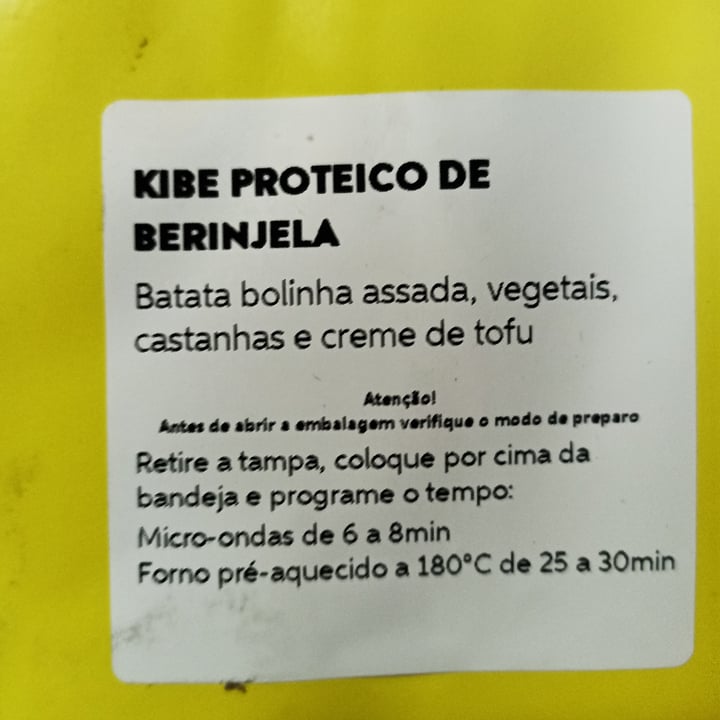 KIBE PROTEICO DE
BERINJELA
Batata bolinha assada, vegetais,
castanhas e creme de tofu
Atenção!
Antes de abrir a embalagem verifique o modo de preparo
Retire a tampa, coloque por cima da
bandeja e programe o tempo:
Micro-ondas de 6 a 8min
Forno pré-aquecido a 180°C de 25 a 30min